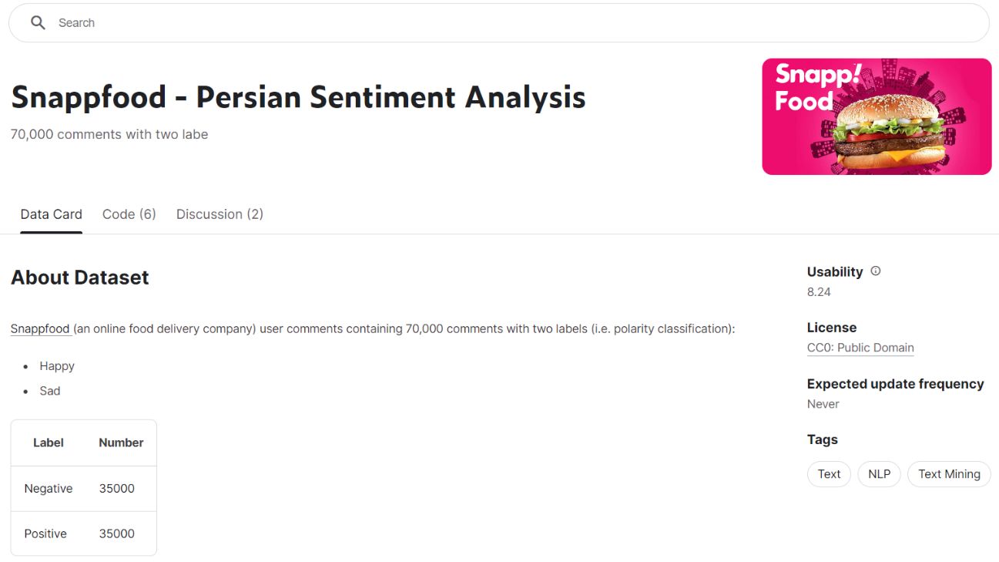 Search
Snappfood - Persian Sentiment Analysis
70,000 comments with two labe
Snapp!
Food
Data Card
Code (6)
Discussion (2)
About Dataset
Snappfood (an online food delivery company) user comments containing 70,000 comments with two labels (i.e. polarity classification):
• Happy
• Sad
Label Number
Negative 35000
Positive 35000
Usability
8.24
License
CC0: Public Domain
Expected update frequency
Never
Tags
Text
NLP
Text Mining